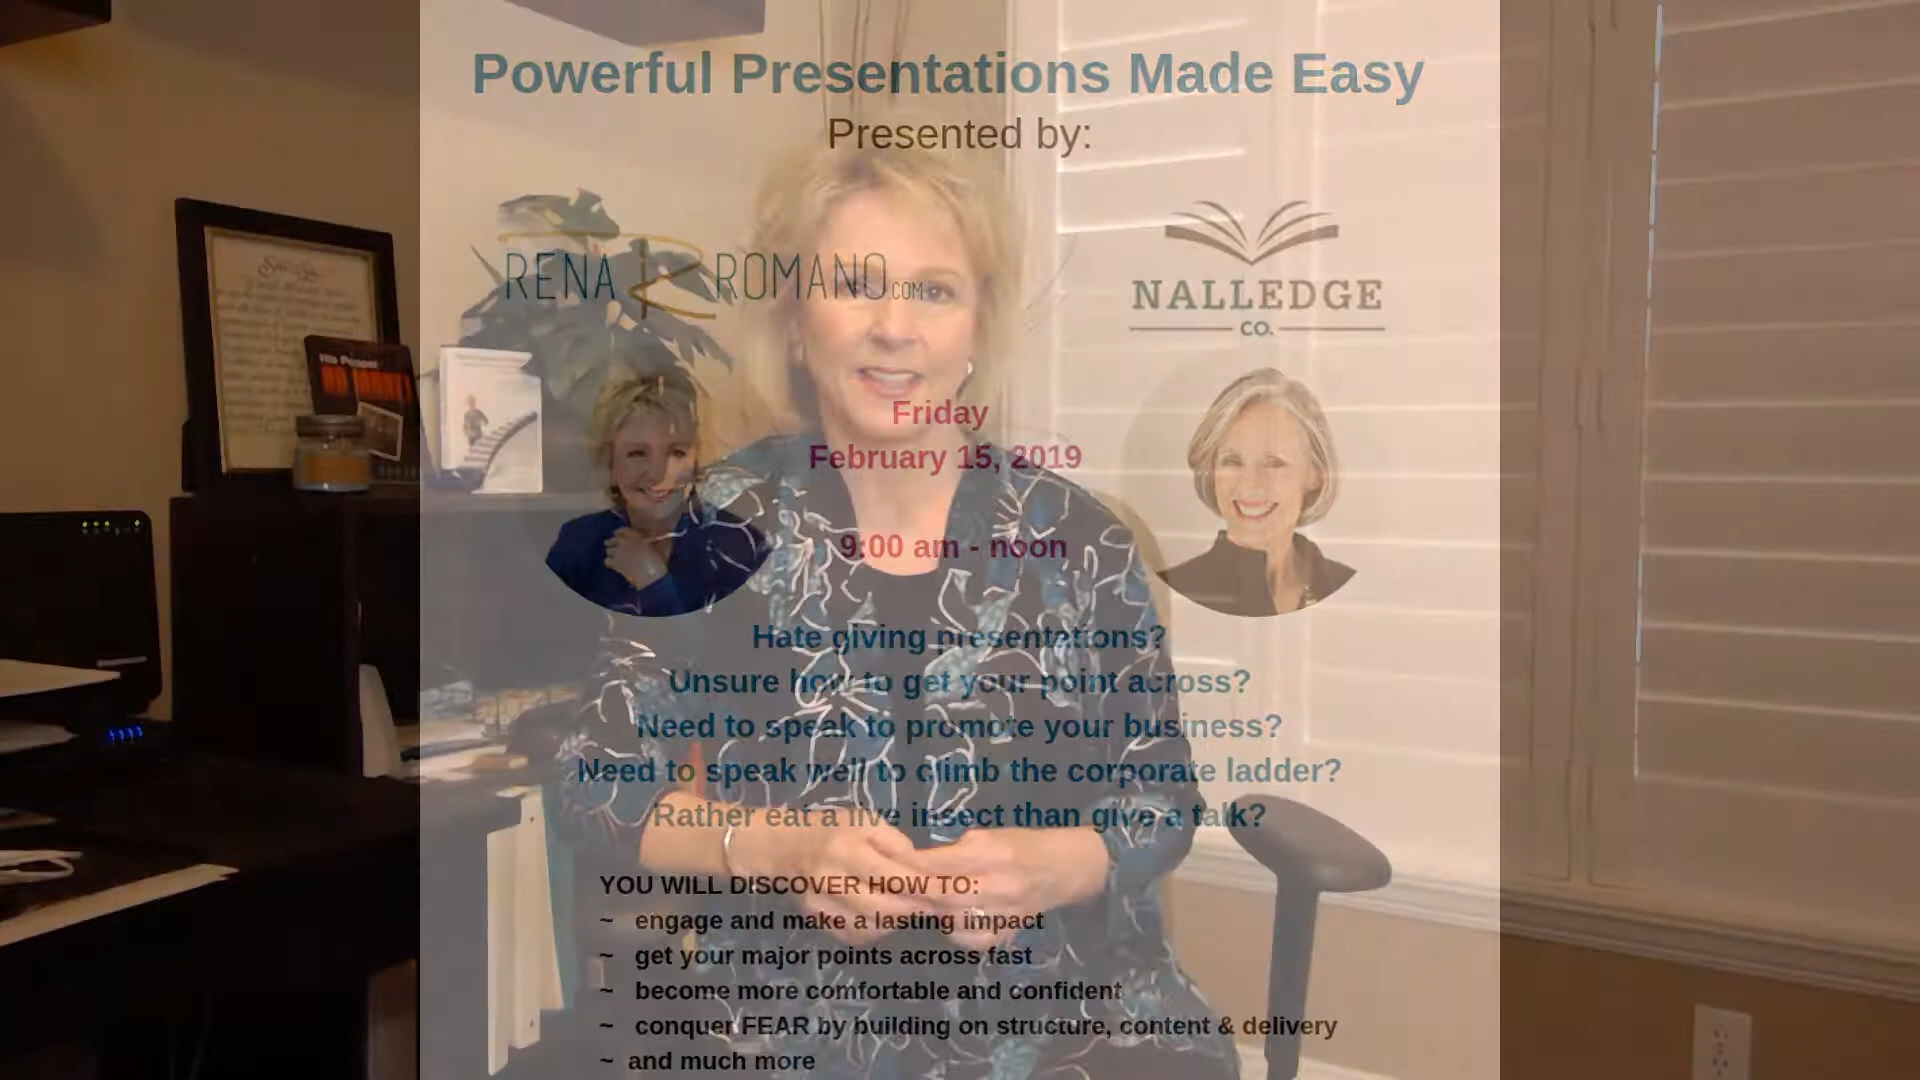 Powerful Presentations Made Easy
Presented by:
RENA R ROMANO.COM
NALLEDGE
CO.
His Passion
Friday
February 15, 2019
9:00 am - noon
Hate giving presentations?
Unsure how to get your point across?
Need to speak to promote your business?
Need to speak well to climb the corporate ladder?
Rather eat a live insect than give a talk?
YOU WILL DISCOVER HOW TO:
~ engage and make a lasting impact
~ get your major points across fast
~ become more comfortable and confident
~ conquer FEAR by building on structure, content & delivery
~ and much more